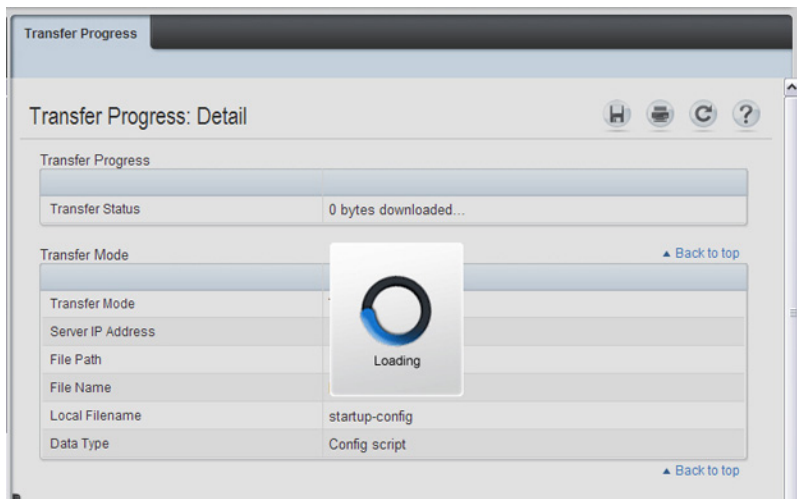 Transfer Progress
Transfer Progress: Detail
Transfer Progress
Transfer Status 0 bytes downloaded...
Transfer Mode ▲ Back to top
Transfer Mode
Server IP Address
File Path
Loading
File Name
Local Filename startup-config
Data Type Config script
▲ Back to top